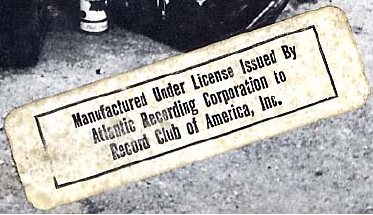 Manufactured Under License Issued By
Atlantic Recording Corporation to
Record Club of America, Inc.